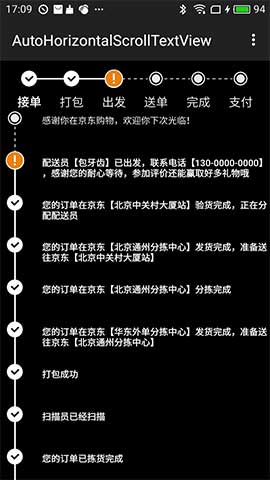 17:09 94
AutoHorizontalScrollTextView
接单 打包 出发 送单 完成 支付
感谢你在京东购物，欢迎你下次光临！
配送员【包牙齿】已出发，联系电话【130-0000-0000】
，感谢您的耐心等待，参加评价还能赢取好多礼物哦
您的订单在京东【北京中关村大厦站】验货完成，正在分
配配送员
您的订单在京东【北京通州分拣中心】发货完成，准备送
往京东【北京中关村大厦站】
您的订单在京东【北京通州分拣中心】分拣完成
您的订单在京东【华东外单分拣中心】发货完成，准备送
往京东【北京通州分拣中心】
打包成功
扫描员已经扫描
您的订单已拣货完成